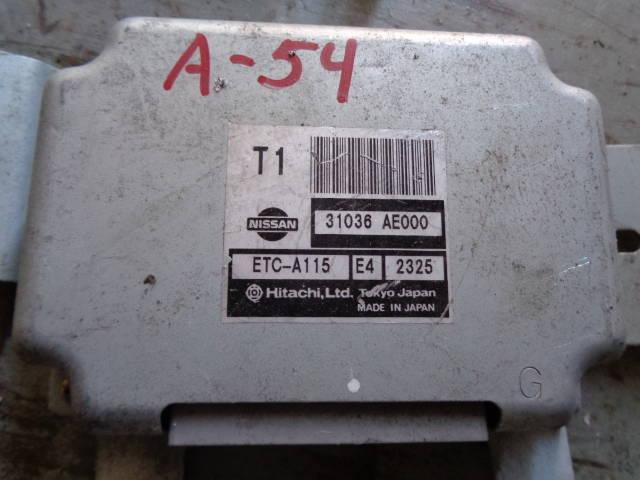 A-54
T1
NISSAN
31036 AE000
ETC-A115 E4 2325
Hitachi, Ltd. Tokyo Japan
MADE IN JAPAN
G